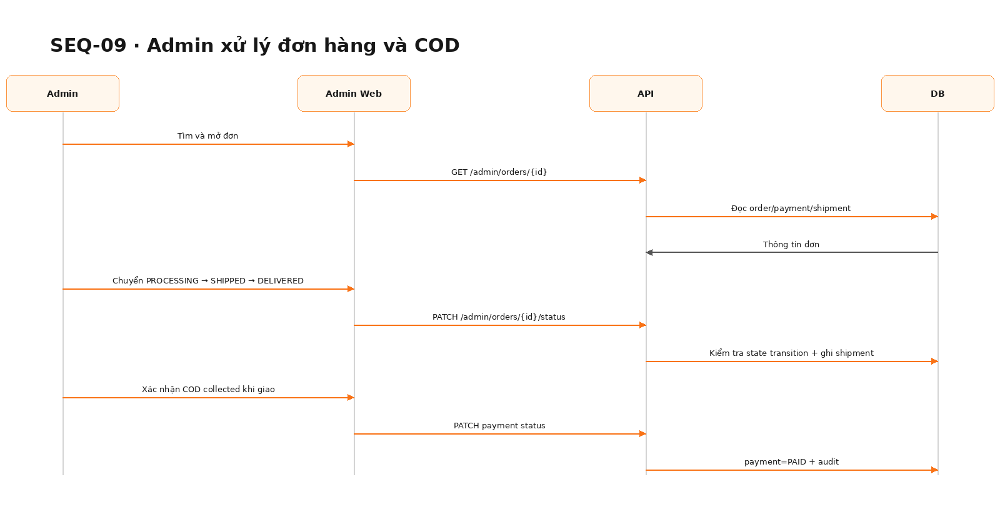 SEQ-09 · Admin xử lý đơn hàng và COD
Admin
Admin Web
API
DB
Tìm và mở đơn
GET /admin/orders/{id}
Đọc order/payment/shipment
Thông tin đơn
Chuyển PROCESSING → SHIPPED → DELIVERED
PATCH /admin/orders/{id}/status
Kiểm tra state transition + ghi shipment
Xác nhận COD collected khi giao
PATCH payment status
payment=PAID + audit